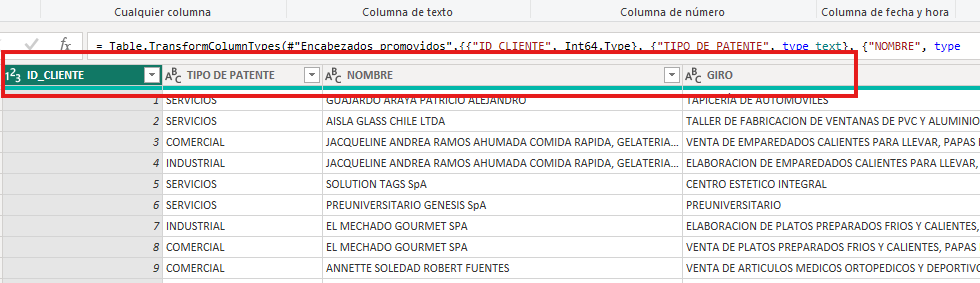 Cualquier columna Columna de texto Columna de número Columna de fecha y hora
fx = Table.TransformColumnTypes(#"Encabezados promovidos",{{"ID_CLIENTE", Int64.Type}, {"TIPO DE PATENTE", type text}, {"NOMBRE", type
123 ID_CLIENTE ABC TIPO DE PATENTE ABC NOMBRE ABC GIRO
1 SERVICIOS GUAJARDO ARAYA PATRICIO ALEJANDRO TAPICERIA DE AUTOMOVILES
2 SERVICIOS AISLA GLASS CHILE LTDA TALLER DE FABRICACION DE VENTANAS DE PVC Y ALUMINIO
3 COMERCIAL JACQUELINE ANDREA RAMOS AHUMADA COMIDA RAPIDA, GELATERIA... VENTA DE EMPAREDADOS CALIENTES PARA LLEVAR, PAPAS
4 INDUSTRIAL JACQUELINE ANDREA RAMOS AHUMADA COMIDA RAPIDA, GELATERIA... ELABORACION DE EMPAREDADOS CALIENTES PARA LLEVAR,
5 SERVICIOS SOLUTION TAGS SpA CENTRO ESTETICO INTEGRAL
6 SERVICIOS PREUNIVERSITARIO GENESIS SpA PREUNIVERSITARIO
7 INDUSTRIAL EL MECHADO GOURMET SPA ELABORACION DE PLATOS PREPARADOS FRIOS Y CALIENTES,
8 COMERCIAL EL MECHADO GOURMET SPA VENTA DE PLATOS PREPARADOS FRIOS Y CALIENTES, PAPAS
9 COMERCIAL ANNETTE SOLEDAD ROBERT FUENTES VENTA DE ARTICULOS MEDICOS ORTOPEDICOS Y DEPORTIVO